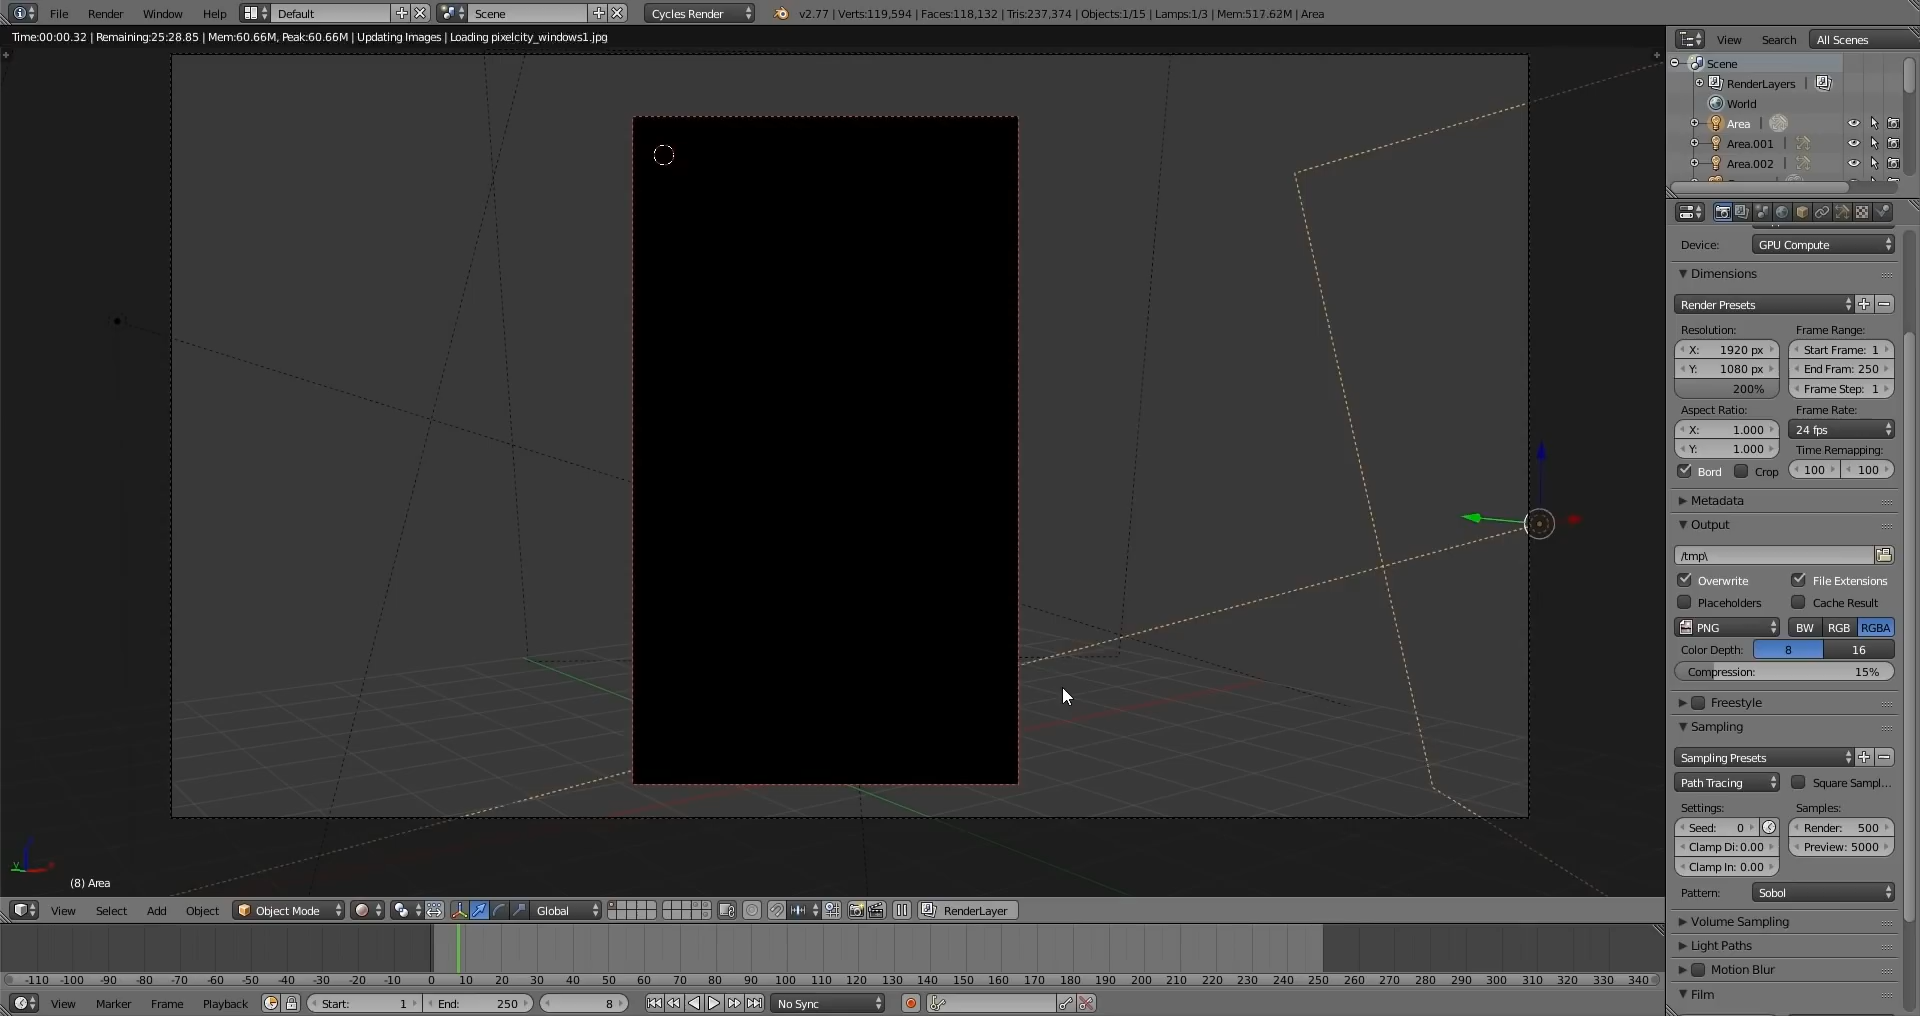 File Render Window Help Default Scene Cycles Render v2.77 | Verts:119,594 | Faces:118,132 | Tris:237,374 | Objects:1/15 | Lamps:1/3 | Mem:517.62M | Area
Time:00:00.32 | Remaining:25:28.85 | Mem:60.66M, Peak:60.66M | Updating Images | Loading pixelcity_windows1.jpg
View Search All Scenes
Scene
RenderLayers |
World
Area |
Area.001 |
Area.002 |
Device: GPU Compute
Dimensions
Render Presets
Resolution: Frame Range:
X: 1920 px Start Frame: 1
Y: 1080 px End Fram: 250
200% Frame Step: 1
Aspect Ratio: Frame Rate:
X: 1.000 24 fps
Y: 1.000 Time Remapping:
Bord Crop 100 100
Metadata
Output
/tmp\
Overwrite File Extensions
Placeholders Cache Result
PNG BW RGB RGBA
Color Depth: 8 16
Compression: 15%
Freestyle
Sampling
Sampling Presets
Path Tracing Square Sampl...
Settings: Samples:
Seed: 0 Render: 500
Clamp Di: 0.00 Preview: 5000
Clamp In: 0.00
Pattern: Sobol
Volume Sampling
Light Paths
Motion Blur
Film
(8) Area
View Select Add Object Object Mode Global RenderLayer
-110 -100 -90 -80 -70 -60 -50 -40 -30 -20 -10 0 10 20 30 40 50 60 70 80 90 100 110 120 130 140 150 160 170 180 190 200 210 220 230 240 250 260 270 280 290 300 310 320 330 340
View Marker Frame Playback Start: 1 End: 250 8 No Sync